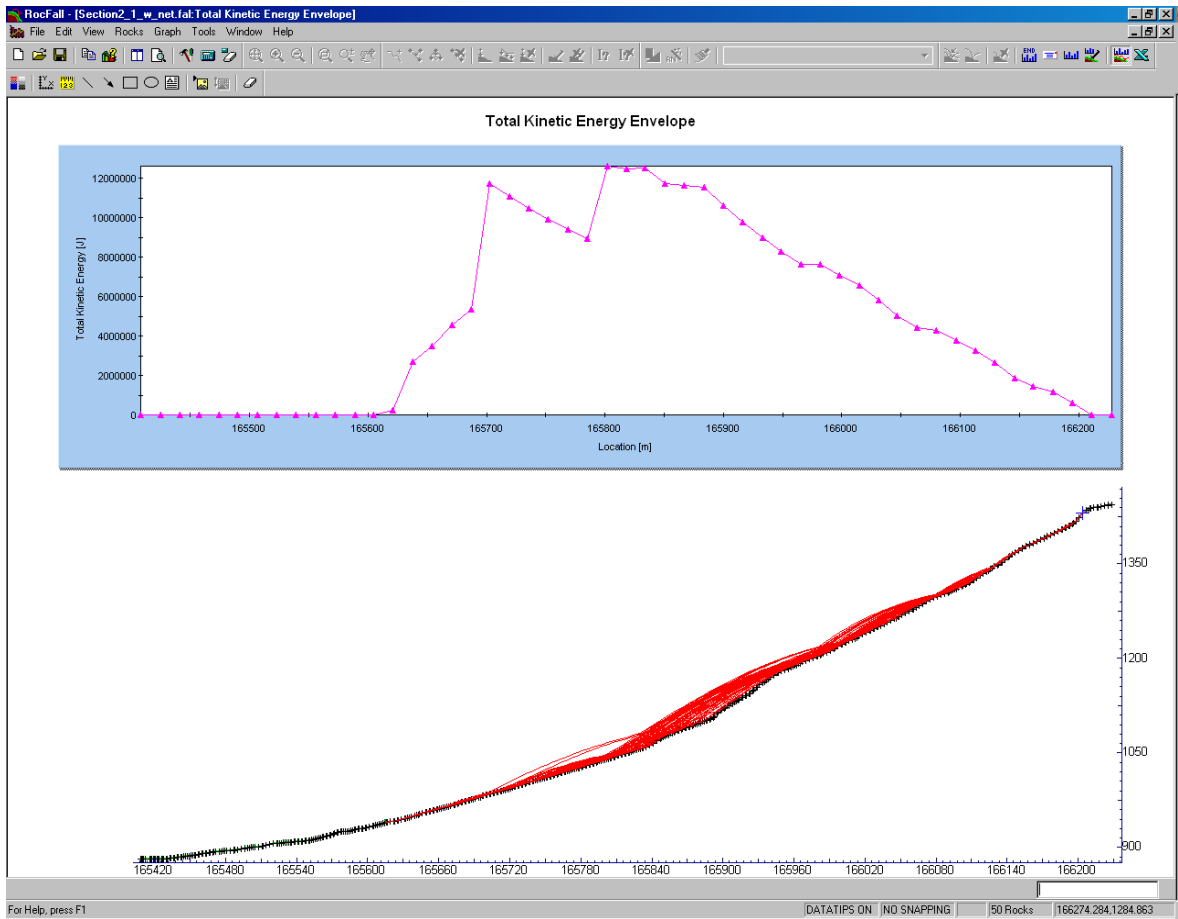 RocFall - [Section2_1_w_net.fal:Total Kinetic Energy Envelope]
File Edit View Rocks Graph Tools Window Help
Total Kinetic Energy Envelope
12000000
10000000
8000000
6000000
4000000
2000000
0
Total Kinetic Energy [J]
165500 165600 165700 165800 165900 166000 166100 166200
Location [m]
1350
1200
1050
900
165420 165480 165540 165600 165660 165720 165780 165840 165900 165960 166020 166080 166140 166200
For Help, press F1 DATATIPS ON NO SNAPPING 50 Rocks 166274.284,1284.863